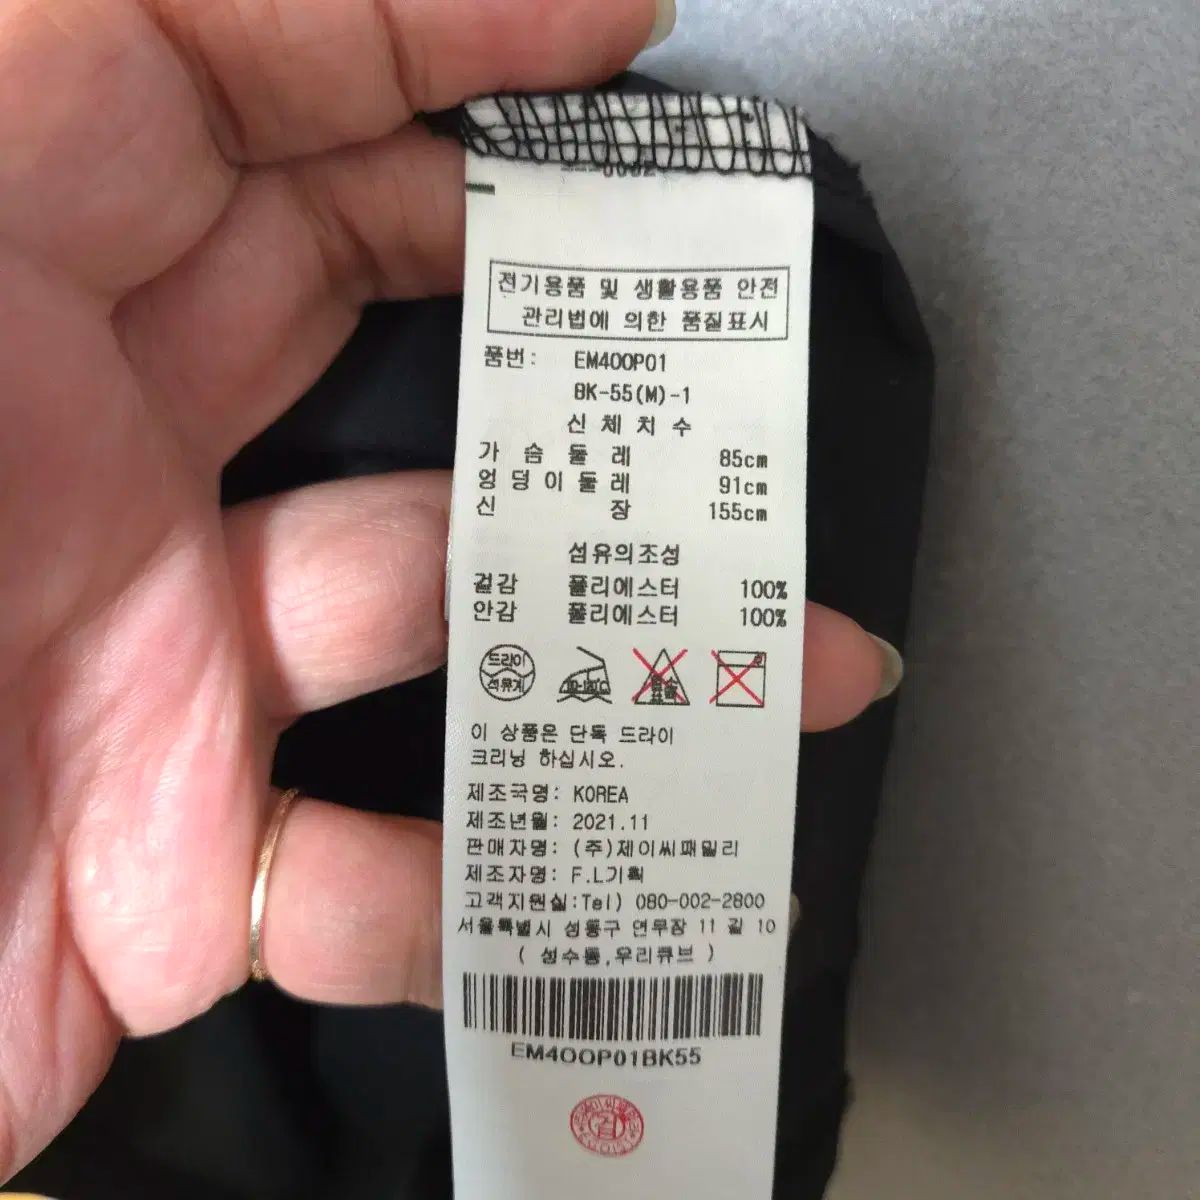 전기용품 및 생활용품 안전
관리법에 의한 품질표시
품번: EM4OOP01
BK-55(M)-1
신체치수
가슴둘레 85cm
엉덩이둘레 91cm
신장 155cm
섬유의조성
겉감 폴리에스터 100%
안감 폴리에스터 100%
드라이
석유계
이 상품은 단독 드라이
크리닝 하십시오.
제조국명: KOREA
제조년월: 2021.11
판매자명: (주)제이씨패밀리
제조자명: F.L기획
고객지원실:Tel) 080-002-2800
서울특별시 성동구 연무장 11 길 10
( 성수동,우리큐브 )
EM4OOP01BK55